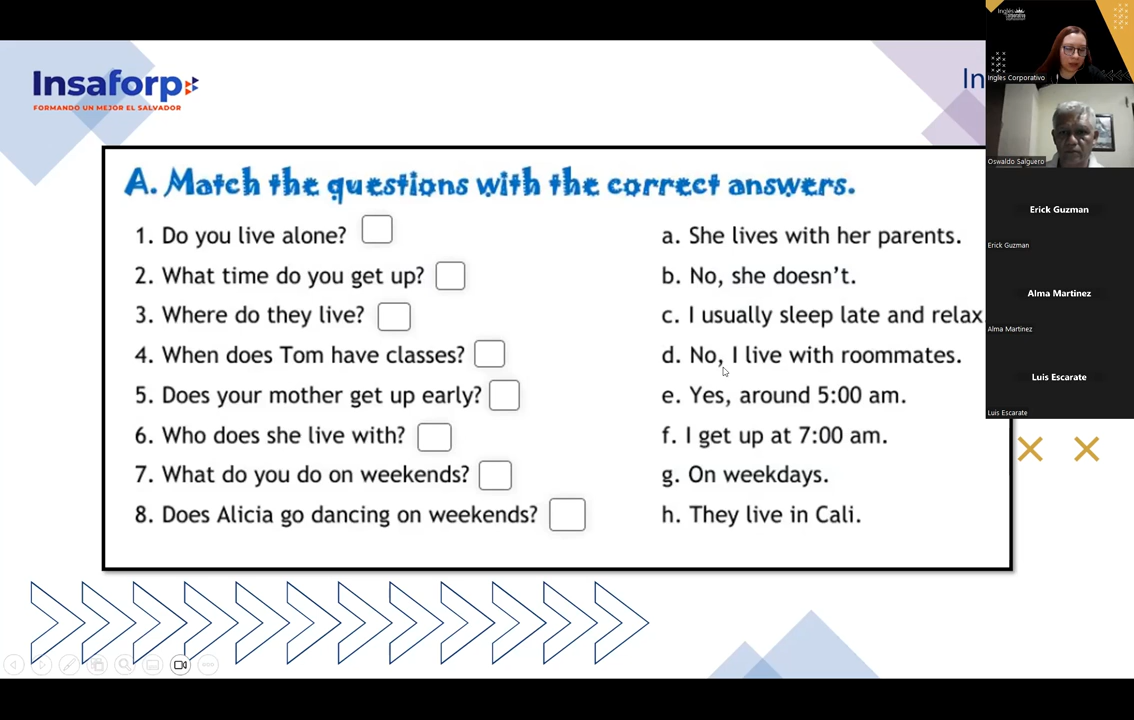 Insaforp
FORMANDO UN MEJOR EL SALVADOR
In
A. Match the questions with the correct answers.
1. Do you live alone?
2. What time do you get up?
3. Where do they live?
4. When does Tom have classes?
5. Does your mother get up early?
6. Who does she live with?
7. What do you do on weekends?
8. Does Alicia go dancing on weekends?
a. She lives with her parents.
b. No, she doesn't.
c. I usually sleep late and relax
d. No, I live with roommates.
e. Yes, around 5:00 am.
f. I get up at 7:00 am.
g. On weekdays.
h. They live in Cali.
Inglés Corporativo
Inglés Corporativo
Oswaldo Salguero
Erick Guzman
Erick Guzman
Alma Martinez
Alma Martinez
Luis Escarate
Luis Escarate